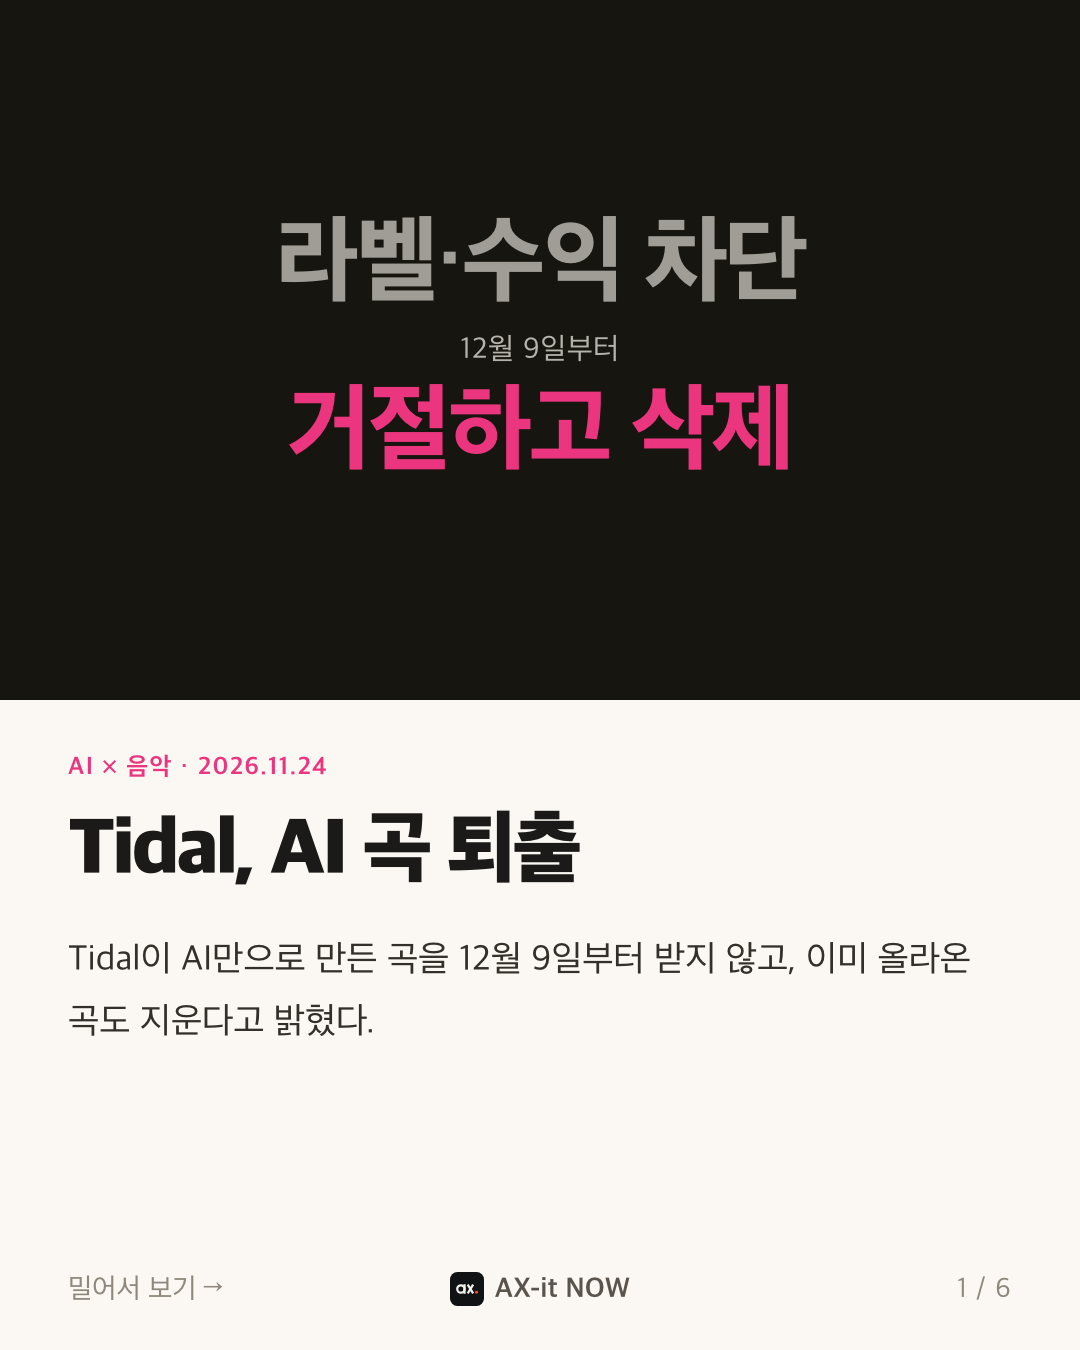 라벨·수익 차단
12월 9일부터
거절하고 삭제
AI × 음악 · 2026.11.24
Tidal, AI 곡 퇴출
Tidal이 AI만으로 만든 곡을 12월 9일부터 받지 않고, 이미 올라온
곡도 지운다고 밝혔다.
밀어서 보기 →
ax. AX-it NOW
1 / 6